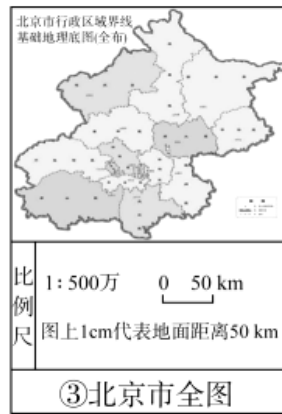 北京市行政区域界线
基础地理底图(全布)
比例尺
1：500万 0 50 km
图上1cm代表地面距离50 km
③北京市全图